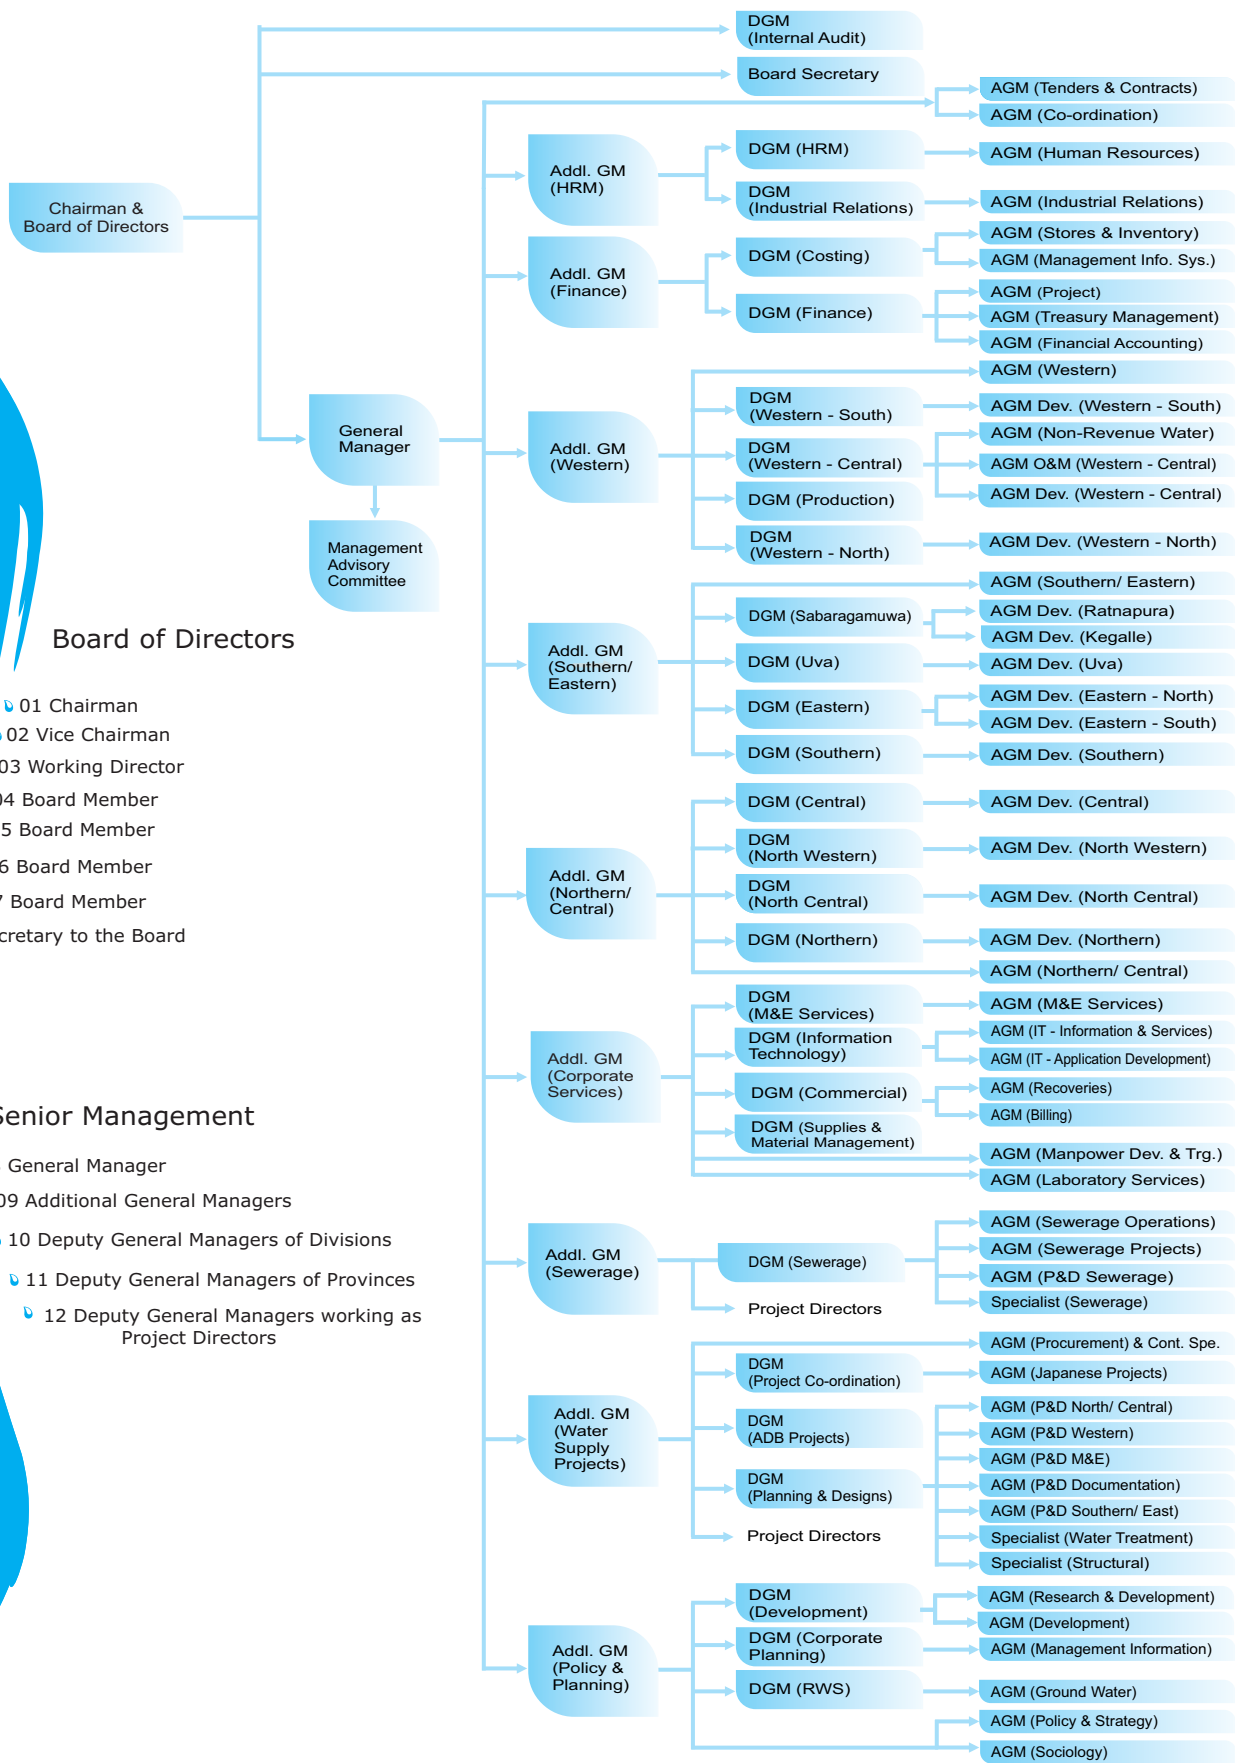 DGM
(Internal Audit)
Board Secretary
AGM (Tenders & Contracts)
AGM (Co-ordination)
Chairman &
Board of Directors
Addl. GM
(HRM)
DGM (HRM)
AGM (Human Resources)
DGM
(Industrial Relations)
AGM (Industrial Relations)
Addl. GM
(Finance)
DGM (Costing)
AGM (Stores & Inventory)
AGM (Management Info. Sys.)
DGM (Finance)
AGM (Project)
AGM (Treasury Management)
AGM (Financial Accounting)
General
Manager
Management
Advisory
Committee
Addl. GM
(Western)
AGM (Western)
DGM
(Western - South)
AGM Dev. (Western - South)
DGM
(Western - Central)
AGM (Non-Revenue Water)
AGM O&M (Western - Central)
AGM Dev. (Western - Central)
DGM (Production)
DGM
(Western - North)
AGM Dev. (Western - North)
Addl. GM
(Southern/
Eastern)
AGM (Southern/ Eastern)
DGM (Sabaragamuwa)
AGM Dev. (Ratnapura)
AGM Dev. (Kegalle)
DGM (Uva)
AGM Dev. (Uva)
DGM (Eastern)
AGM Dev. (Eastern - North)
AGM Dev. (Eastern - South)
DGM (Southern)
AGM Dev. (Southern)
Board of Directors
01 Chairman
02 Vice Chairman
03 Working Director
04 Board Member
5 Board Member
6 Board Member
7 Board Member
cretary to the Board
Addl. GM
(Northern/
Central)
DGM (Central)
AGM Dev. (Central)
DGM
(North Western)
AGM Dev. (North Western)
DGM
(North Central)
AGM Dev. (North Central)
DGM (Northern)
AGM Dev. (Northern)
AGM (Northern/ Central)
Addl. GM
(Corporate
Services)
DGM
(M&E Services)
AGM (M&E Services)
DGM (Information
Technology)
AGM (IT - Information & Services)
AGM (IT - Application Development)
DGM (Commercial)
AGM (Recoveries)
AGM (Billing)
DGM (Supplies &
Material Management)
AGM (Manpower Dev. & Trg.)
AGM (Laboratory Services)
Senior Management
General Manager
09 Additional General Managers
10 Deputy General Managers of Divisions
11 Deputy General Managers of Provinces
12 Deputy General Managers working as
Project Directors
Addl. GM
(Sewerage)
DGM (Sewerage)
AGM (Sewerage Operations)
AGM (Sewerage Projects)
AGM (P&D Sewerage)
Specialist (Sewerage)
Project Directors
Addl. GM
(Water
Supply
Projects)
AGM (Procurement) & Cont. Spe.
DGM
(Project Co-ordination)
AGM (Japanese Projects)
DGM
(ADB Projects)
DGM
(Planning & Designs)
AGM (P&D North/ Central)
AGM (P&D Western)
AGM (P&D M&E)
AGM (P&D Documentation)
AGM (P&D Southern/ East)
Specialist (Water Treatment)
Specialist (Structural)
Project Directors
Addl. GM
(Policy &
Planning)
DGM
(Development)
AGM (Research & Development)
AGM (Development)
DGM (Corporate
Planning)
AGM (Management Information)
DGM (RWS)
AGM (Ground Water)
AGM (Policy & Strategy)
AGM (Sociology)